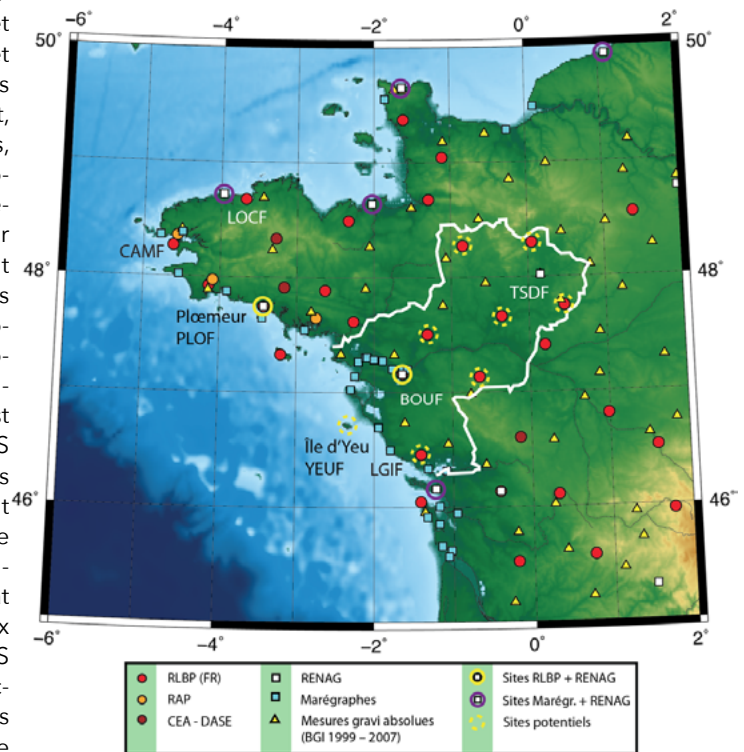 −6° −4° −2° 0° 2°
50° 50°
LOCF
CAMF
48° 48°
TSDF
Plœmeur
PLOF
BOUF
Île d'Yeu
YEUF LGIF
46° 46°
−6° −4° −2° 0° 2°
RLBP (FR) RENAG Sites RLBP + RENAG
RAP Marégraphes Sites Marégr. + RENAG
CEA - DASE Mesures gravi absolues Sites potentiels
(BGI 1999 – 2007)